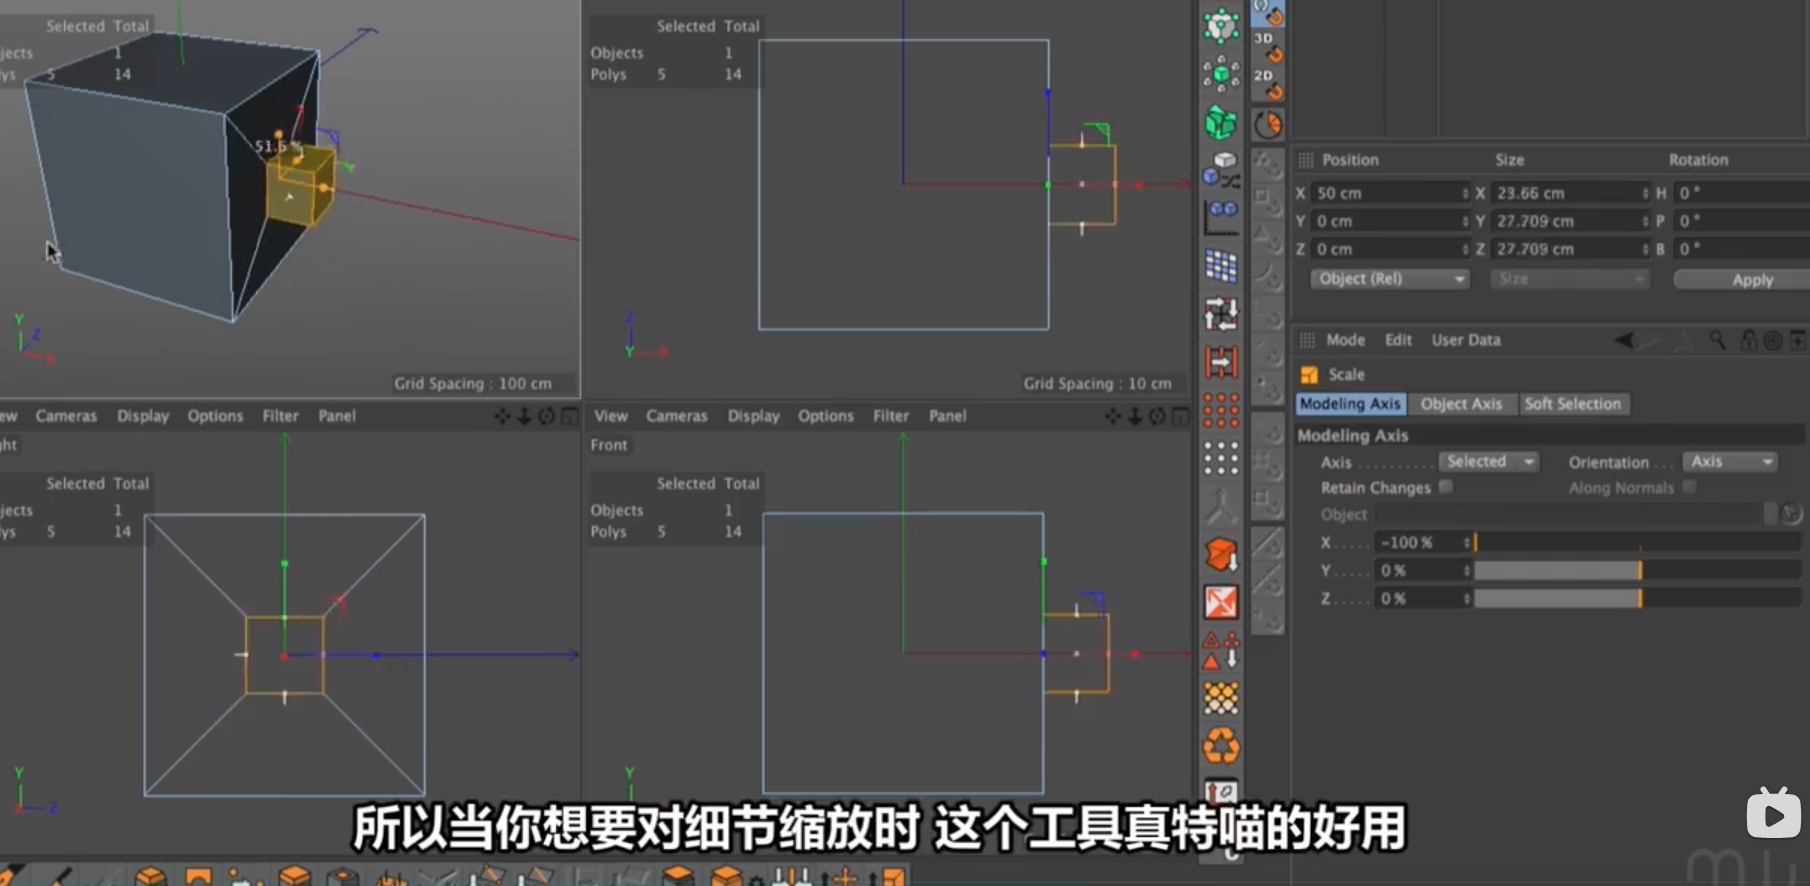 Selected Total
jects 1
lys 5 14
51.6 %
Y
Z
X
Grid Spacing : 100 cm
Selected Total
Objects 1
Polys 5 14
Z
Y X
Grid Spacing : 10 cm
3D
2D
Position Size Rotation
X 50 cm X 23.66 cm H 0 °
Y 0 cm Y 27.709 cm P 0 °
Z 0 cm Z 27.709 cm B 0 °
Object (Rel) Size Apply
Mode Edit User Data
Scale
Modeling Axis Object Axis Soft Selection
Modeling Axis
Axis .......... Selected Orientation ... Axis
Retain Changes Along Normals
Object
X ..... -100 %
Y ..... 0 %
Z ..... 0 %
ew Cameras Display Options Filter Panel
ght
Selected Total
jects 1
lys 5 14
Y
Z
View Cameras Display Options Filter Panel
Front
Selected Total
Objects 1
Polys 5 14
Y
所以当你想要对细节缩放时 这个工具真特喵的好用